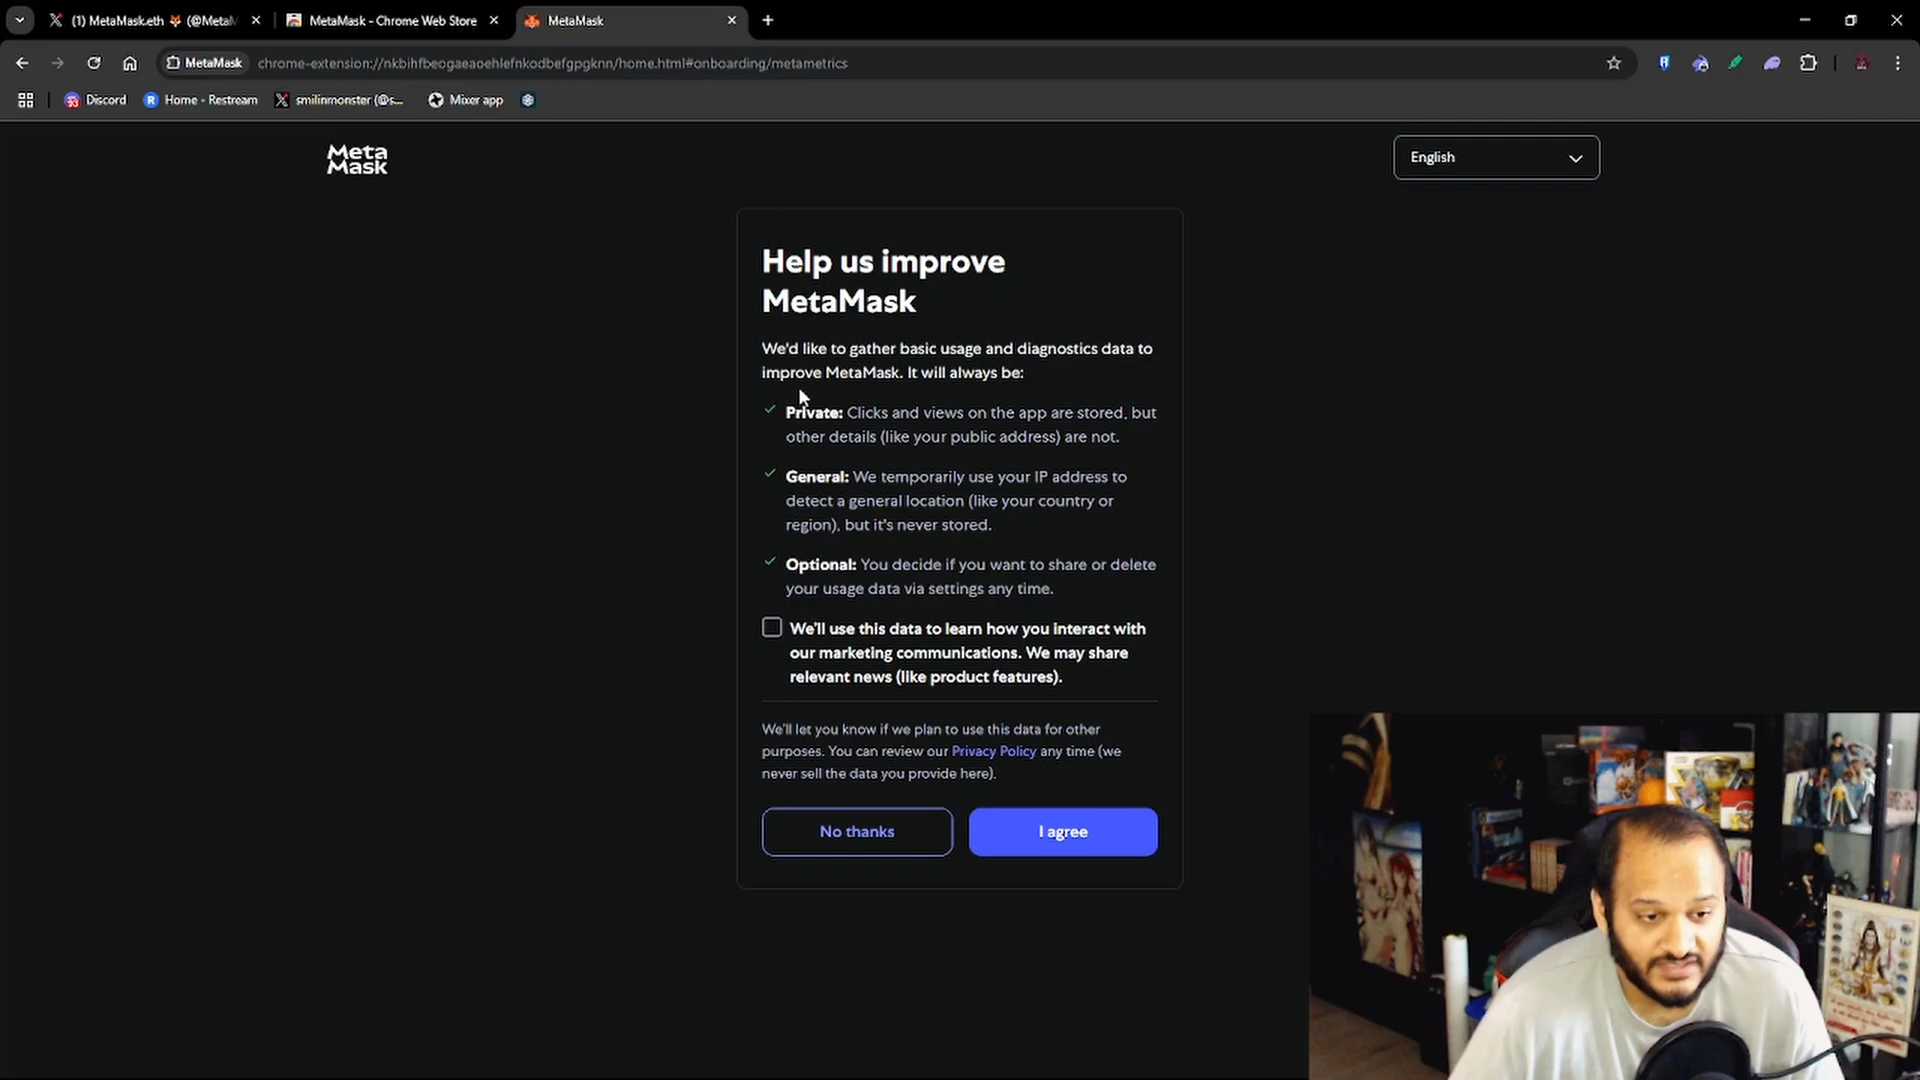 (1) MetaMask.eth 🦊 (@MetaM
MetaMask - Chrome Web Store
MetaMask
MetaMask
chrome-extension://nkbihfbeogaeaoehlefnkodbefgpgknn/home.html#onboarding/metametrics
Discord
Home - Restream
smilinmonster (@s...
Mixer app
Meta
Mask
English
Help us improve
MetaMask
We'd like to gather basic usage and diagnostics data to
improve MetaMask. It will always be:
Private: Clicks and views on the app are stored, but
other details (like your public address) are not.
General: We temporarily use your IP address to
detect a general location (like your country or
region), but it's never stored.
Optional: You decide if you want to share or delete
your usage data via settings any time.
We'll use this data to learn how you interact with
our marketing communications. We may share
relevant news (like product features).
We'll let you know if we plan to use this data for other
purposes. You can review our Privacy Policy any time (we
never sell the data you provide here).
No thanks
I agree